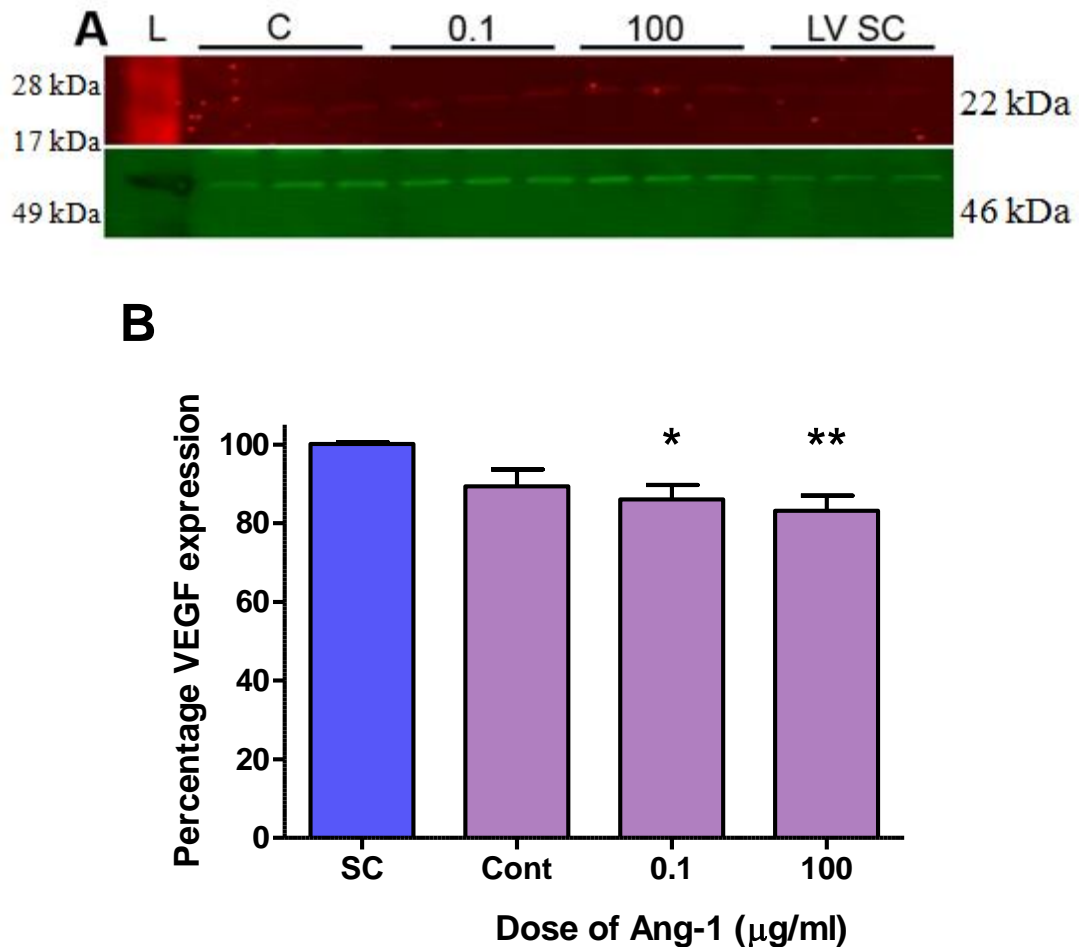 A L C 0.1 100 LV SC
28 kDa
22 kDa
17 kDa
49 kDa
46 kDa
B
Percentage VEGF expression
100
80
60
40
20
0
* **
SC Cont 0.1 100
Dose of Ang-1 (μg/ml)